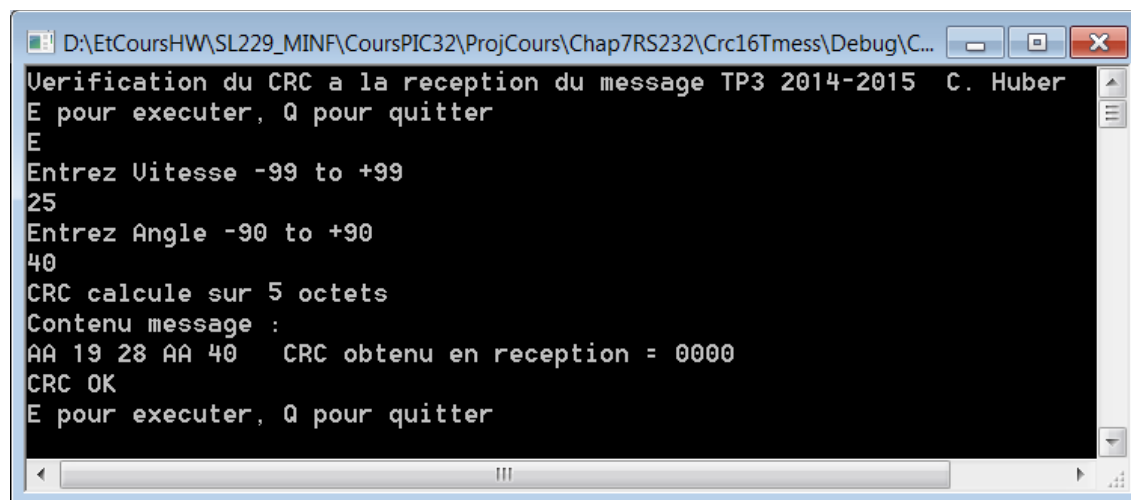 D:\EtCoursHW\SL229_MINF\CoursPIC32\ProjCours\Chap7RS232\Crc16Tmess\Debug\C...
Verification du CRC a la reception du message TP3 2014-2015  C. Huber
E pour executer, Q pour quitter
E
Entrez Vitesse -99 to +99
25
Entrez Angle -90 to +90
40
CRC calcule sur 5 octets
Contenu message :
AA 19 28 AA 40   CRC obtenu en reception = 0000
CRC OK
E pour executer, Q pour quitter